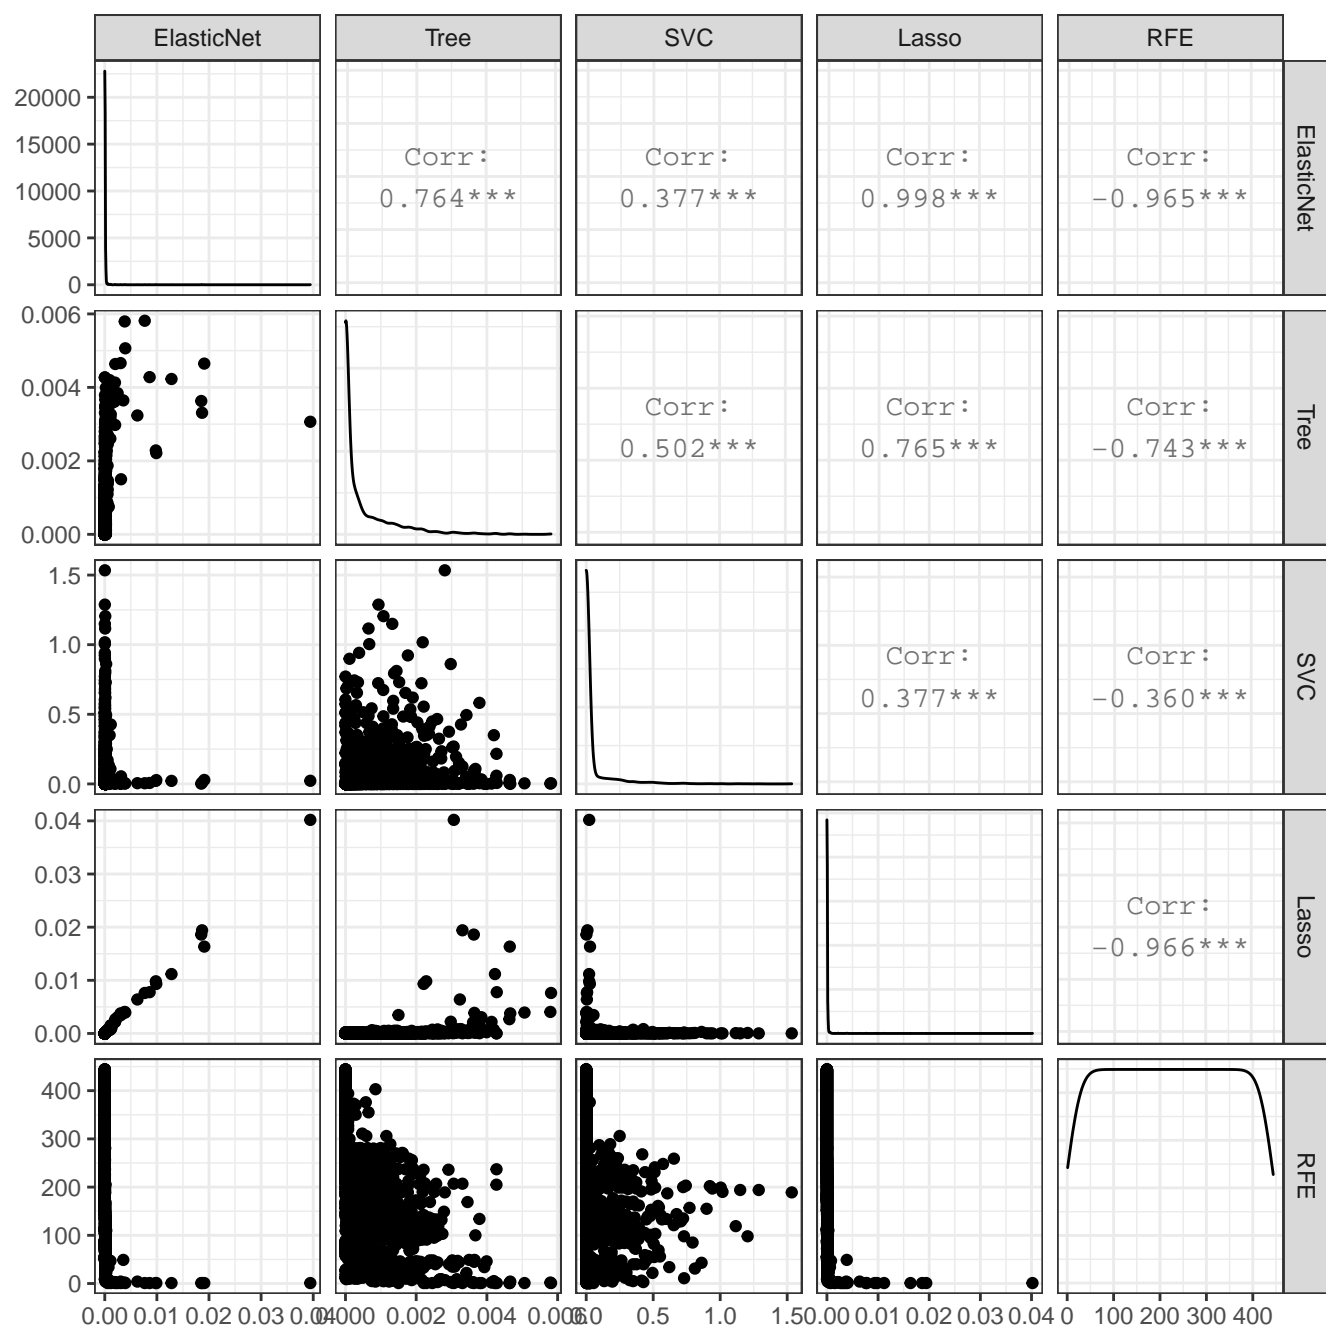 ElasticNet Tree SVC Lasso RFE
20000
15000
10000
5000
0
Corr:
0.764***
Corr:
0.377***
Corr:
0.998***
Corr:
-0.965***
ElasticNet
0.006
0.004
0.002
0.000
Corr:
0.502***
Corr:
0.765***
Corr:
-0.743***
Tree
1.5
1.0
0.5
0.0
Corr:
0.377***
Corr:
-0.360***
SVC
0.04
0.03
0.02
0.01
0.00
Corr:
-0.966***
Lasso
400
300
200
100
0
RFE
0.00 0.01 0.02 0.03 0.04
0.000 0.002 0.004 0.006
0.0 0.5 1.0 1.5
0.00 0.01 0.02 0.03 0.04
0 100 200 300 400